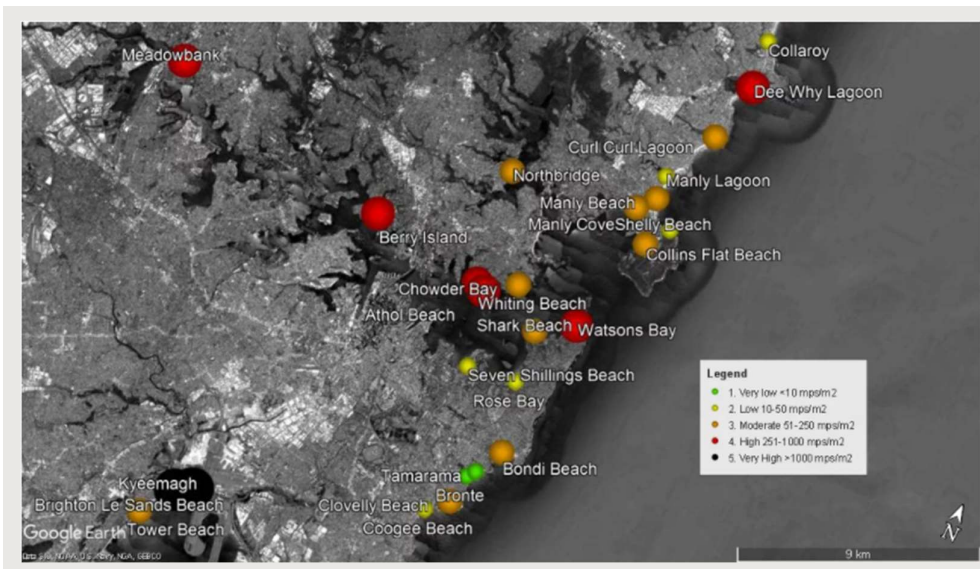 Meadowbank
Collaroy
Dee Why Lagoon
Curl Curl Lagoon
Northbridge
Manly Lagoon
Manly Beach
Manly Cove
Shelly Beach
Berry Island
Collins Flat Beach
Chowder Bay
Whiting Beach
Athol Beach
Shark Beach
Watsons Bay
Seven Shillings Beach
Rose Bay
Legend
1. Very low <10 mps/m2
2. Low 10-50 mps/m2
3. Moderate 51-250 mps/m2
4. High 251-1000 mps/m2
5. Very High >1000 mps/m2
Bondi Beach
Tamarama
Kyeemagh
Bronte
Brighton Le Sands Beach
Clovelly Beach
Coogee Beach
Google Earth
Tower Beach
N
9 km